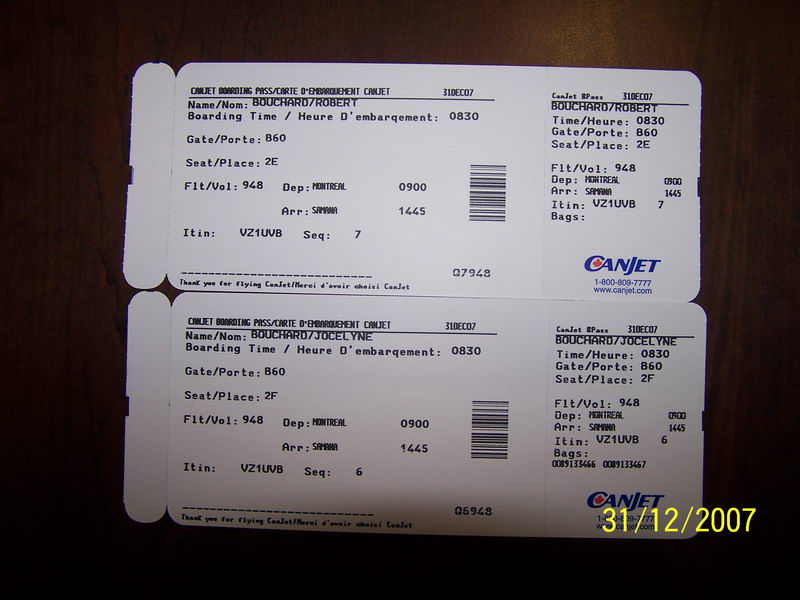 CANJET BOARDING PASS/CARTE D'EMBARQUEMENT CANJET 31DEC07
Name/Nom: BOUCHARD/ROBERT
Boarding Time / Heure D'embarqement: 0830
Gate/Porte: B60
Seat/Place: 2E
Flt/Vol: 948 Dep: MONTREAL 0900
Arr: SAMANA 1445
Itin: VZ1UVB Seq: 7
Q7948
Thank you for flying CanJet/Merci d'avoir choisi CanJet
CanJet BPass 31DEC07
BOUCHARD/ROBERT
Time/Heure: 0830
Gate/Porte: B60
Seat/Place: 2E
Flt/Vol: 948
Dep: MONTREAL 0900
Arr: SAMANA 1445
Itin: VZ1UVB 7
Bags:
CANJET
1-800-809-7777
www.canjet.com
CANJET BOARDING PASS/CARTE D'EMBARQUEMENT CANJET 31DEC07
Name/Nom: BOUCHARD/JOCELYNE
Boarding Time / Heure D'embarqement: 0830
Gate/Porte: B60
Seat/Place: 2F
Flt/Vol: 948 Dep: MONTREAL 0900
Arr: SAMANA 1445
Itin: VZ1UVB Seq: 6
Q6948
Thank you for flying CanJet/Merci d'avoir choisi CanJet
CanJet BPass 31DEC07
BOUCHARD/JOCELYNE
Time/Heure: 0830
Gate/Porte: B60
Seat/Place: 2F
Flt/Vol: 948
Dep: MONTREAL 0900
Arr: SAMANA 1445
Itin: VZ1UVB 6
Bags:
0089133466 0089133467
CANJET
1-800-809-7777
www.canjet.com
31/12/2007